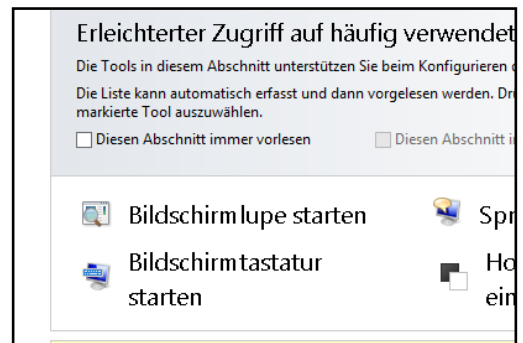 Erleichterter Zugriff auf häufig verwendet
Die Tools in diesem Abschnitt unterstützen Sie beim Konfigurieren
Die Liste kann automatisch erfasst und dann vorgelesen werden. Dr
markierte Tool auszuwählen.
Diesen Abschnitt immer vorlesen
Diesen Abschnitt i
Bildschirmlupe starten
Spr
Bildschirmtastatur
starten
Ho
ein